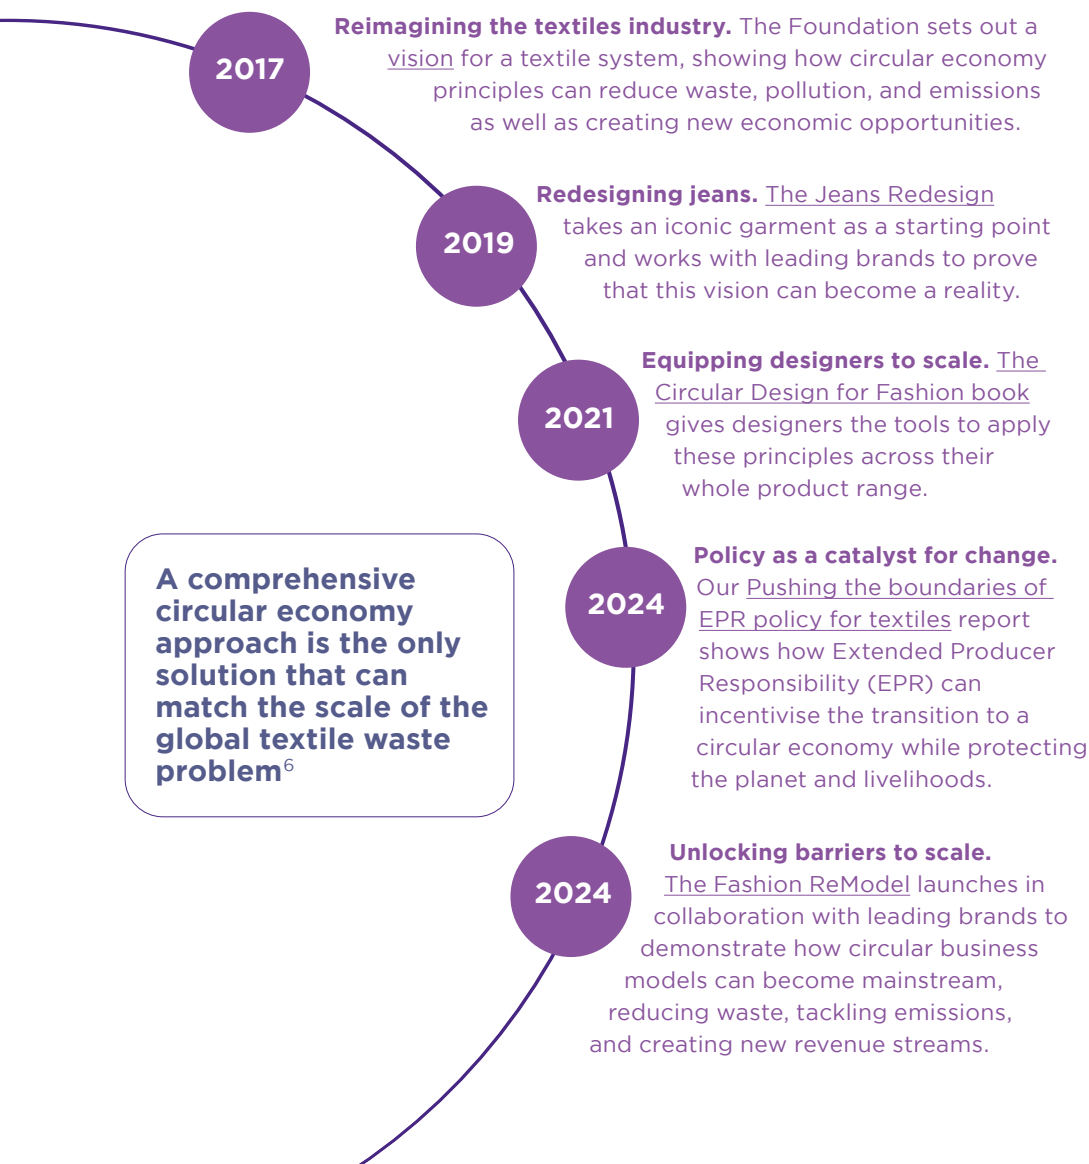 2017
Reimagining the textiles industry. The Foundation sets out a
vision for a textile system, showing how circular economy
principles can reduce waste, pollution, and emissions
as well as creating new economic opportunities.
2019
Redesigning jeans. The Jeans Redesign
takes an iconic garment as a starting point
and works with leading brands to prove
that this vision can become a reality.
2021
Equipping designers to scale. The
Circular Design for Fashion book
gives designers the tools to apply
these principles across their
whole product range.
A comprehensive
circular economy
approach is the only
solution that can
match the scale of the
global textile waste
problem6
2024
Policy as a catalyst for change.
Our Pushing the boundaries of
EPR policy for textiles report
shows how Extended Producer
Responsibility (EPR) can
incentivise the transition to a
circular economy while protecting
the planet and livelihoods.
2024
Unlocking barriers to scale.
The Fashion ReModel launches in
collaboration with leading brands to
demonstrate how circular business
models can become mainstream,
reducing waste, tackling emissions,
and creating new revenue streams.